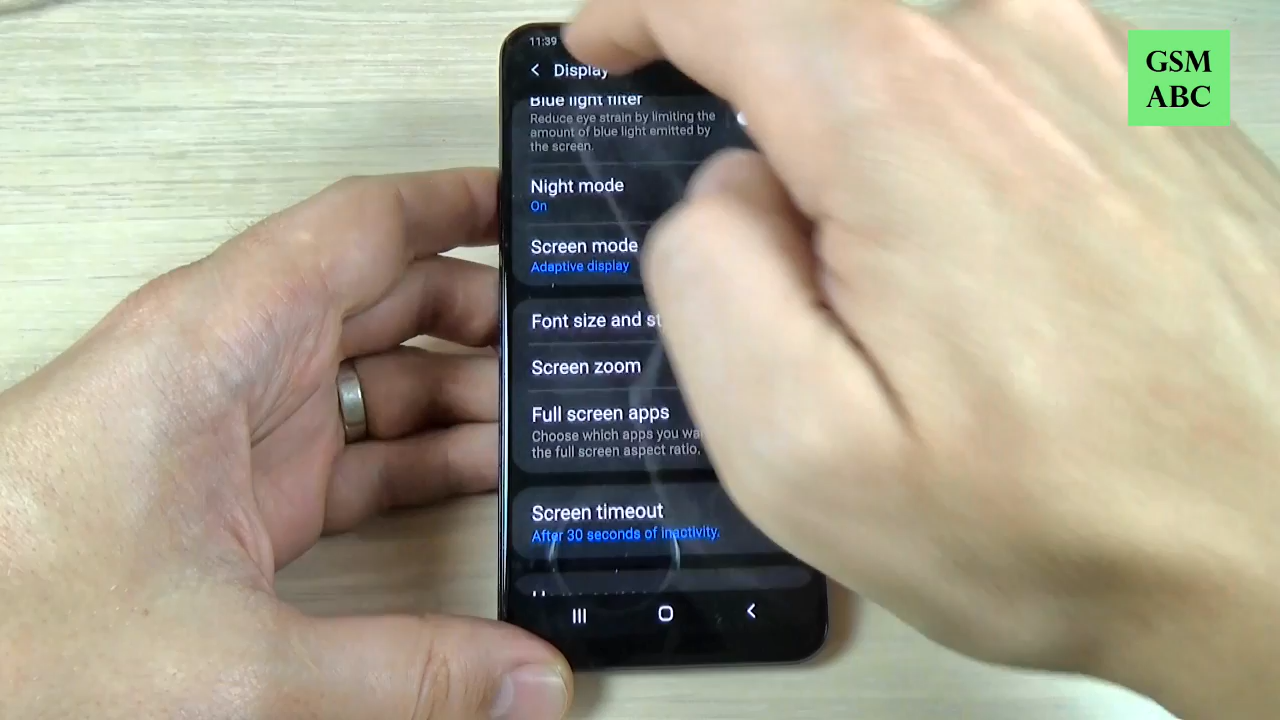 GSM
ABC
11:39
Display
Blue light filter
Reduce eye strain by limiting the
amount of blue light emitted by
the screen.
Night mode
On
Screen mode
Adaptive display
Font size and st
Screen zoom
Full screen apps
Choose which apps you wa
the full screen aspect ratio.
Screen timeout
After 30 seconds of inactivity.